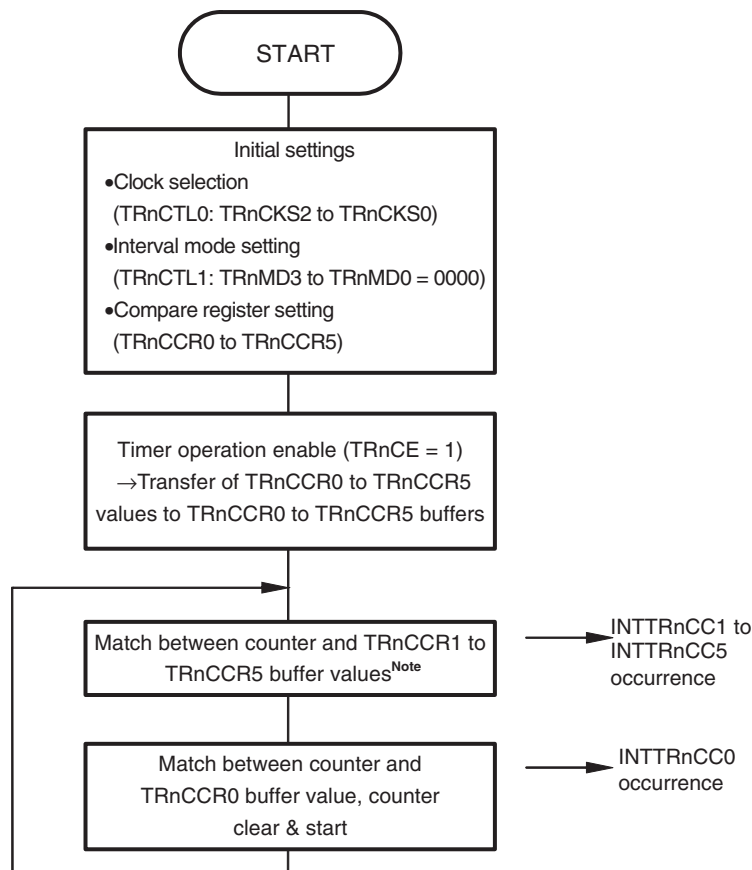 START
Initial settings
•Clock selection
(TRnCTL0: TRnCKS2 to TRnCKS0)
•Interval mode setting
(TRnCTL1: TRnMD3 to TRnMD0 = 0000)
•Compare register setting
(TRnCCR0 to TRnCCR5)
Timer operation enable (TRnCE = 1)
→Transfer of TRnCCR0 to TRnCCR5
values to TRnCCR0 to TRnCCR5 buffers
Match between counter and TRnCCR1 to
TRnCCR5 buffer valuesNote
INTTRnCC1 to
INTTRnCC5
occurrence
Match between counter and
TRnCCR0 buffer value, counter
clear & start
INTTRnCC0
occurrence